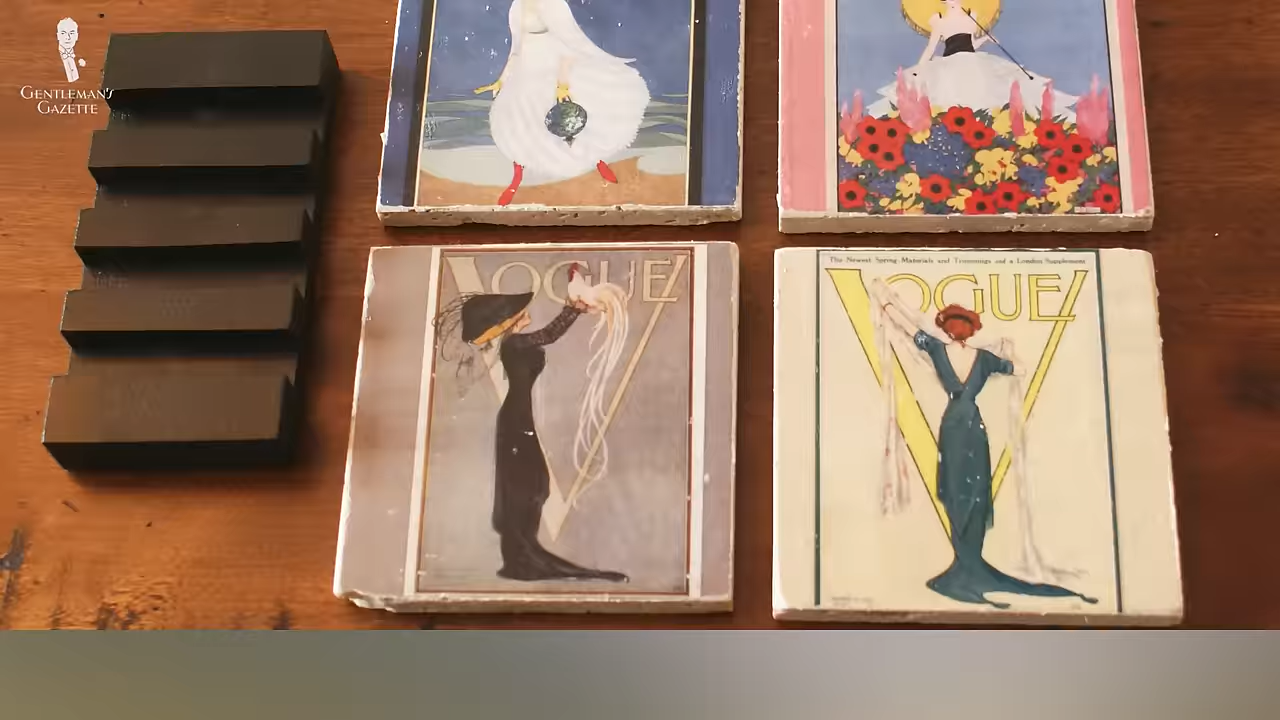 GENTLEMAN'S
GAZETTE
VOGUE
The Newest Spring Materials and Trimmings and a London Supplement
VOGUE